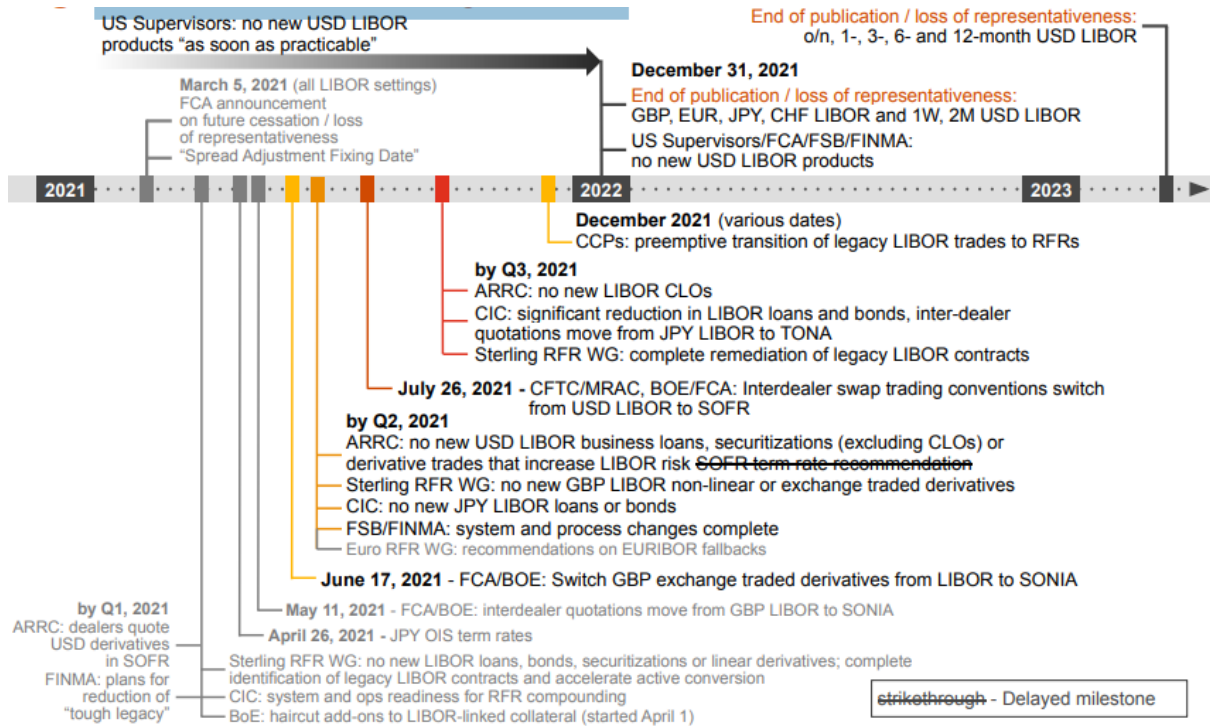 US Supervisors: no new USD LIBOR
products “as soon as practicable”
End of publication / loss of representativeness:
o/n, 1-, 3-, 6- and 12-month USD LIBOR
March 5, 2021 (all LIBOR settings)
FCA announcement
on future cessation / loss
of representativeness
“Spread Adjustment Fixing Date”
December 31, 2021
End of publication / loss of representativeness:
GBP, EUR, JPY, CHF LIBOR and 1W, 2M USD LIBOR
US Supervisors/FCA/FSB/FINMA:
no new USD LIBOR products
2021
2022
2023
December 2021 (various dates)
CCPs: preemptive transition of legacy LIBOR trades to RFRs
by Q3, 2021
ARRC: no new LIBOR CLOs
CIC: significant reduction in LIBOR loans and bonds, inter-dealer
quotations move from JPY LIBOR to TONA
Sterling RFR WG: complete remediation of legacy LIBOR contracts
July 26, 2021 - CFTC/MRAC, BOE/FCA: Interdealer swap trading conventions switch
from USD LIBOR to SOFR
by Q2, 2021
ARRC: no new USD LIBOR business loans, securitizations (excluding CLOs) or
derivative trades that increase LIBOR risk SOFR term rate recommendation
Sterling RFR WG: no new GBP LIBOR non-linear or exchange traded derivatives
CIC: no new JPY LIBOR loans or bonds
FSB/FINMA: system and process changes complete
Euro RFR WG: recommendations on EURIBOR fallbacks
June 17, 2021 - FCA/BOE: Switch GBP exchange traded derivatives from LIBOR to SONIA
May 11, 2021 - FCA/BOE: interdealer quotations move from GBP LIBOR to SONIA
April 26, 2021 - JPY OIS term rates
by Q1, 2021
ARRC: dealers quote
USD derivatives
in SOFR
FINMA: plans for
reduction of
“tough legacy”
Sterling RFR WG: no new LIBOR loans, bonds, securitizations or linear derivatives; complete
identification of legacy LIBOR contracts and accelerate active conversion
CIC: system and ops readiness for RFR compounding
BoE: haircut add-ons to LIBOR-linked collateral (started April 1)
strikethrough - Delayed milestone